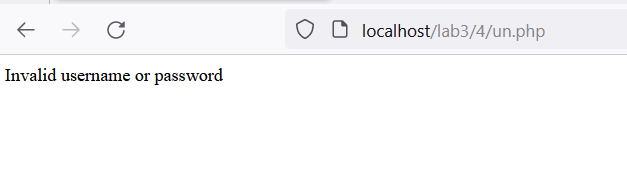 localhost/lab3/4/un.php
Invalid username or password